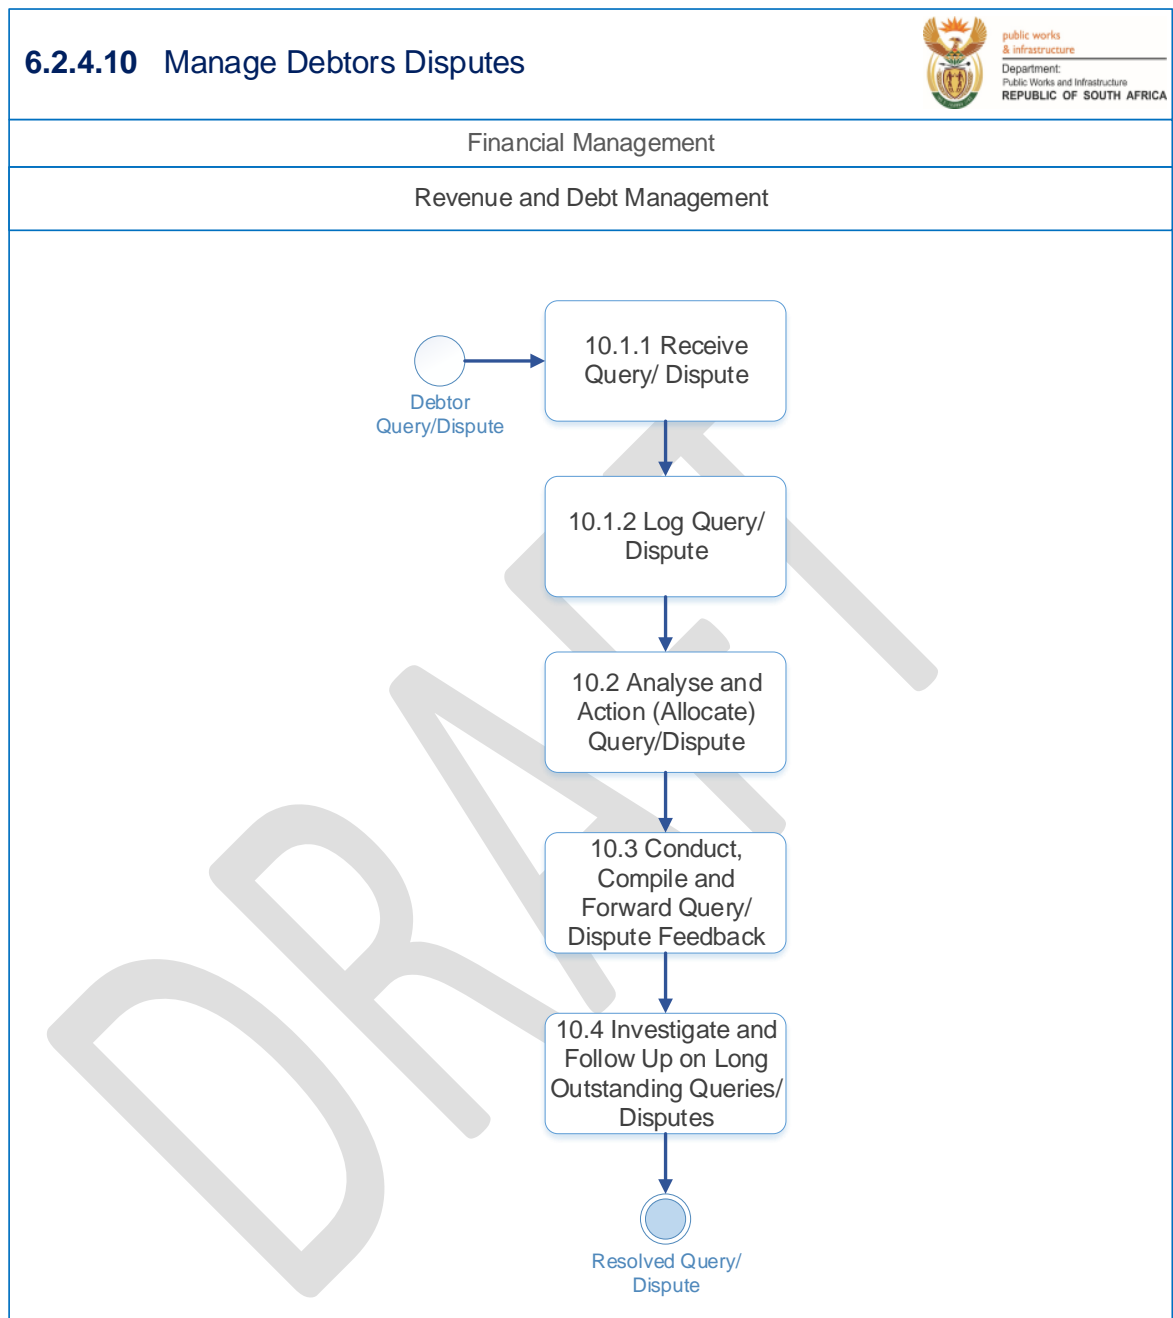 6.2.4.10 Manage Debtors Disputes
public works
& infrastructure
Department:
Public Works and Infrastructure
REPUBLIC OF SOUTH AFRICA
Financial Management
Revenue and Debt Management
10.1.1 Receive
Query/ Dispute
Debtor
Query/Dispute
10.1.2 Log Query/
Dispute
10.2 Analyse and
Action (Allocate)
Query/Dispute
10.3 Conduct,
Compile and
Forward Query/
Dispute Feedback
10.4 Investigate and
Follow Up on Long
Outstanding Queries/
Disputes
Resolved Query/
Dispute
DRAFT